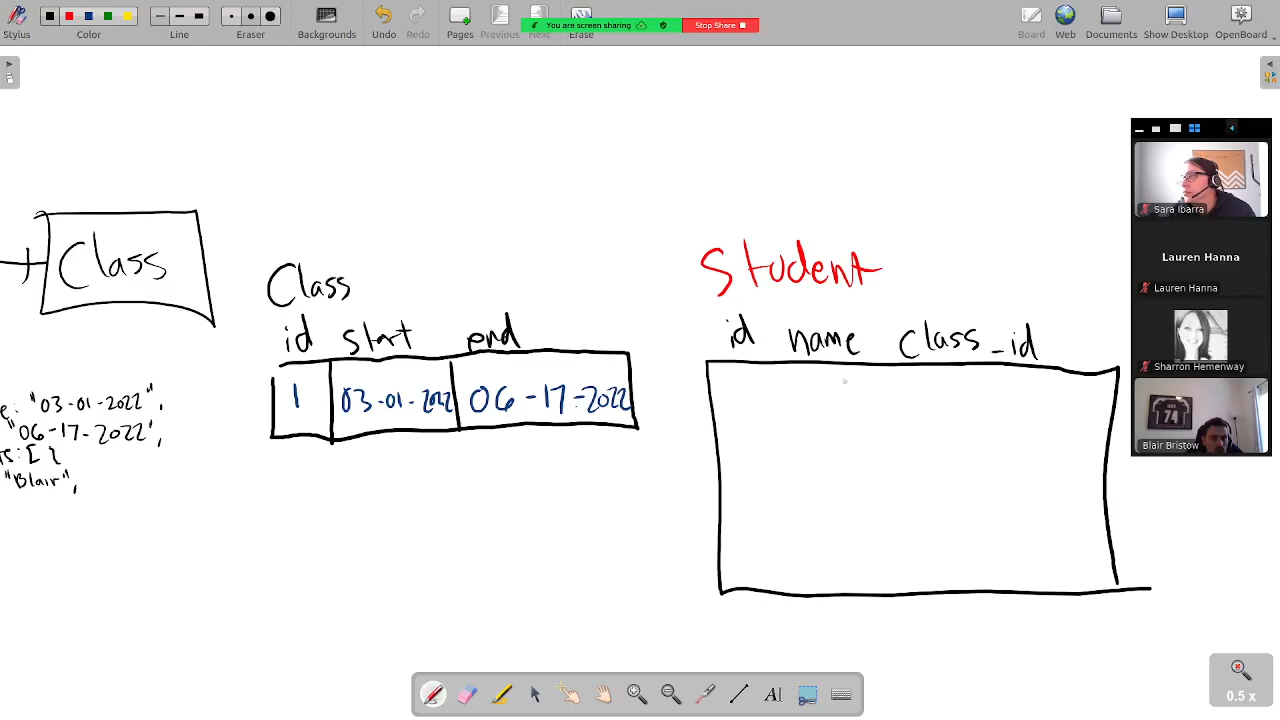 Stylus
Color
Line
Eraser
Backgrounds
Undo
Redo
Pages
Previous
Next
Erase
You are screen sharing
Stop Share
Board
Web
Documents
Show Desktop
OpenBoard
Class
Class
id start end
1 03-01-2022 06-17-2022
Student
id name class_id
e: "03-01-2022",
"06-17-2022",
ts: [ {
"Blair",
Sara Ibarra
Lauren Hanna
Lauren Hanna
Sharron Hemenway
74
Blair Bristow
0.5 x